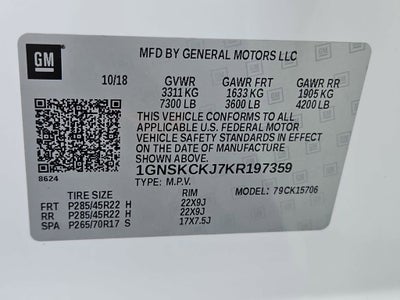 GM
MFD BY GENERAL MOTORS LLC
10/18 GVWR GAWR FRT GAWR RR
3311 KG 1633 KG 1905 KG
7300 LB 3600 LB 4200 LB
THIS VEHICLE CONFORMS TO ALL
APPLICABLE U.S. FEDERAL MOTOR
VEHICLE SAFETY STANDARDS IN EFFECT
ON THE DATE OF MANUFACTURE
SHOWN ABOVE.
8624
1GNSKCKJ7KR197359
TYPE: M.P.V. MODEL: 79CK15706
TIRE SIZE RIM
FRT P285/45R22 H 22X9J
RR P285/45R22 H 22X9J
SPA P265/70R17 S 17X7.5J